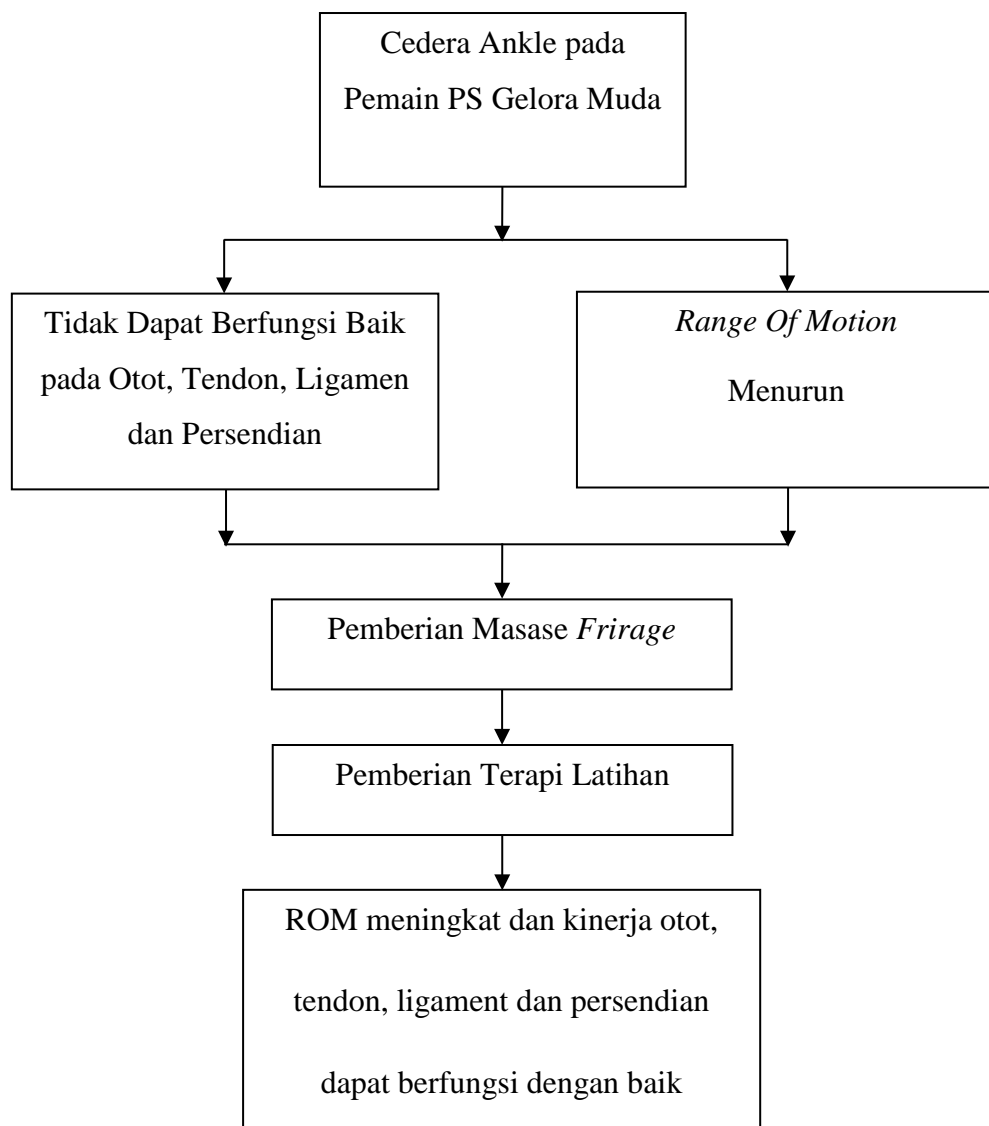 Cedera Ankle pada
Pemain PS Gelora Muda
Tidak Dapat Berfungsi Baik
pada Otot, Tendon, Ligamen
dan Persendian
Range Of Motion
Menurun
Pemberian Masase Frirage
Pemberian Terapi Latihan
ROM meningkat dan kinerja otot,
tendon, ligament dan persendian
dapat berfungsi dengan baik